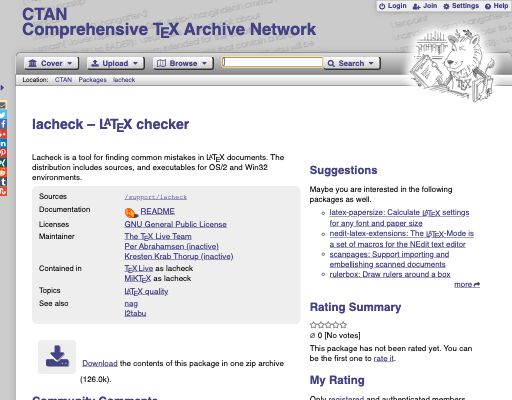 Login Join Settings Help
CTAN
Comprehensive TEX Archive Network
Cover Upload Browse Search
Location: CTAN Packages lacheck
lacheck – LATEX checker
Lacheck is a tool for finding common mistakes in LATEX documents. The
distribution includes sources, and executables for OS/2 and Win32
environments.
Sources /support/lacheck
Documentation README
Licenses GNU General Public License
Maintainer The TEX Live Team
Per Abrahamsen (inactive)
Kresten Krab Thorup (inactive)
Contained in TEX Live as lacheck
MiKTEX as lacheck
Topics LATEX quality
See also nag
l2tabu
Download the contents of this package in one zip archive
(126.0k).
Community Comments
Suggestions
Maybe you are interested in the following
packages as well.
latex-papersize: Calculate LATEX settings
for any font and paper size
nedit-latex-extensions: The LATEX-Mode is
a set of macros for the NEdit text editor
scanpages: Support importing and
embellishing scanned documents
rulerbox: Draw rulers around a box
more
Rating Summary
∅ 0 [No votes]
This package has not been rated yet. You can
be the first one to rate it.
My Rating
Only registered and authenticated members